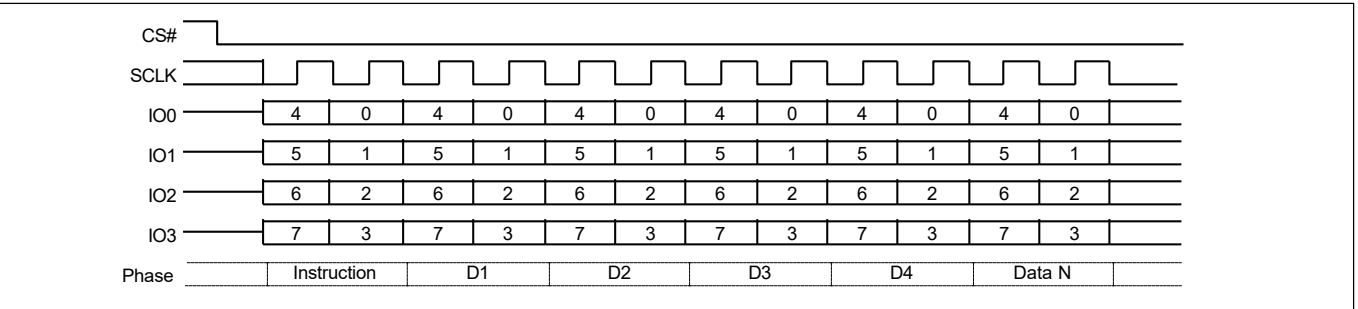 CS#
SCLK
IO0 4 0 4 0 4 0 4 0 4 0 4 0
IO1 5 1 5 1 5 1 5 1 5 1 5 1
IO2 6 2 6 2 6 2 6 2 6 2 6 2
IO3 7 3 7 3 7 3 7 3 7 3 7 3
Phase Instruction D1 D2 D3 D4 Data N